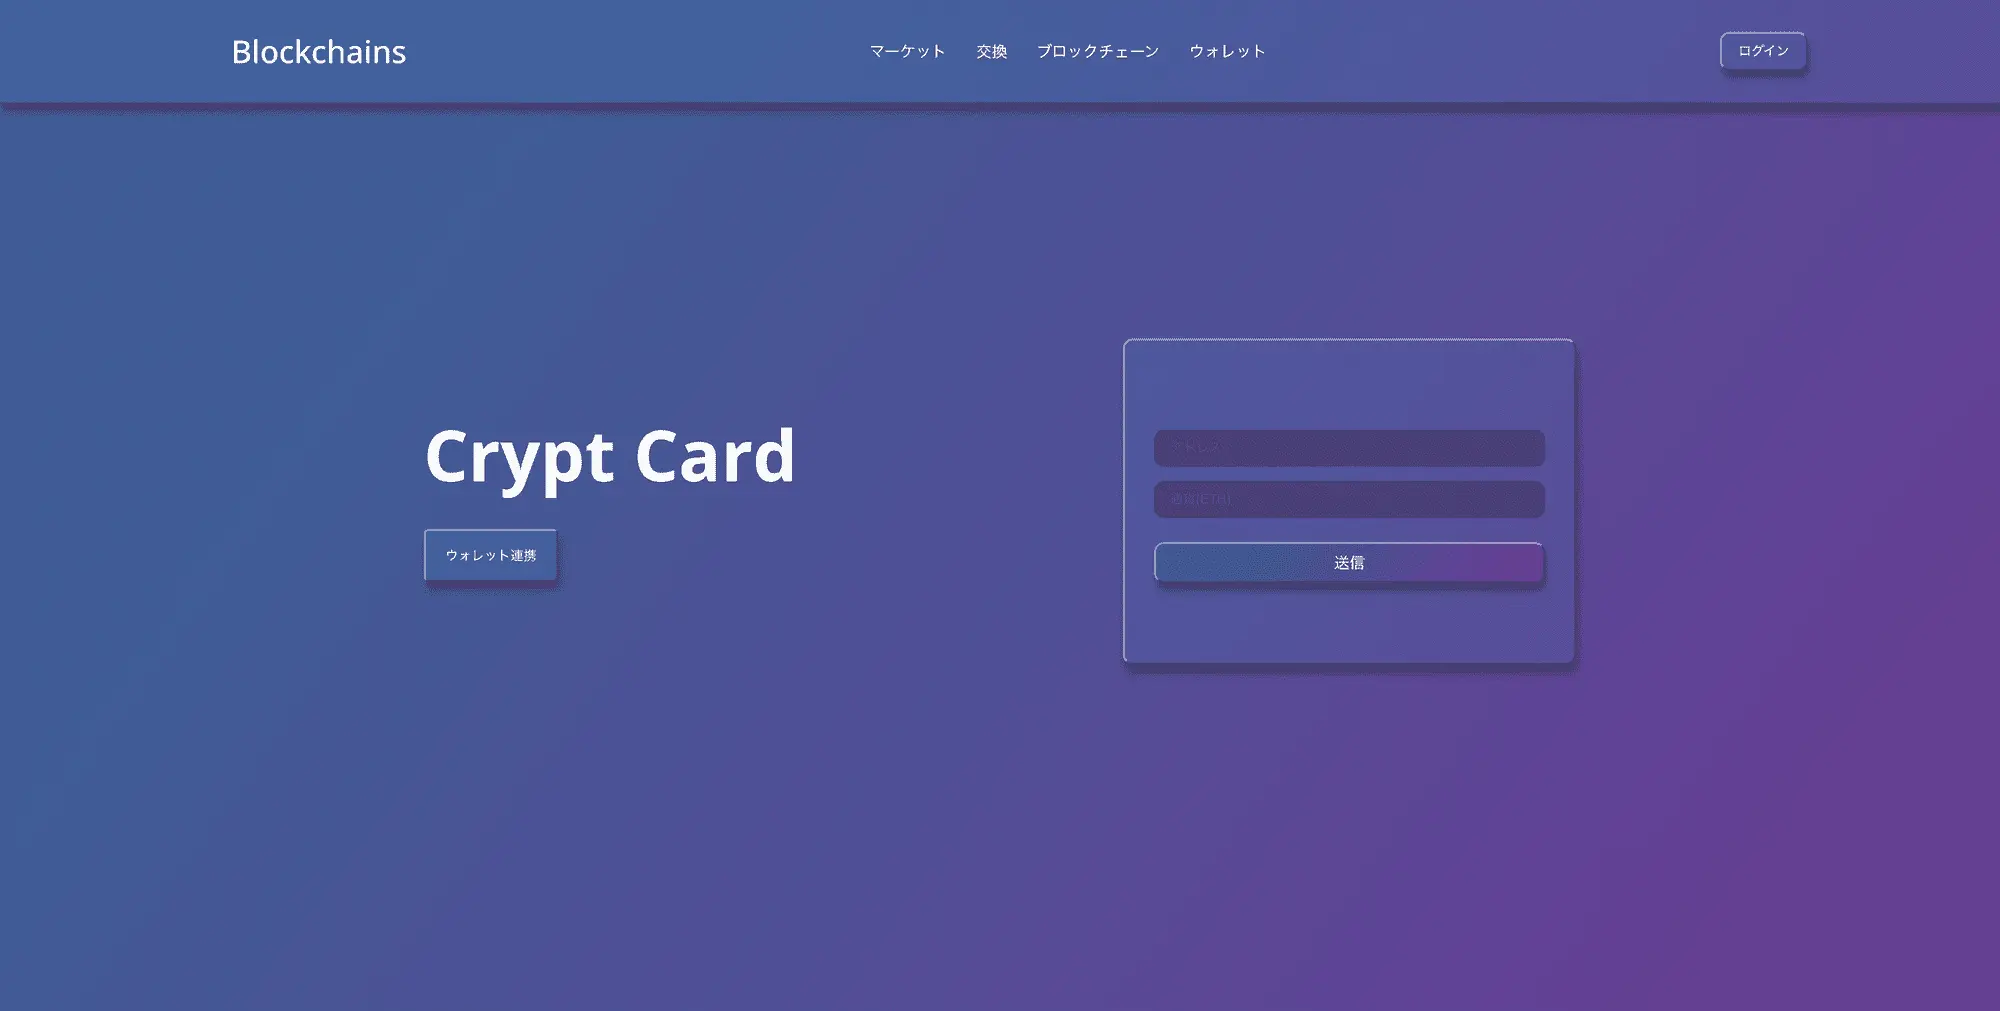 Blockchains
マーケット 交換 ブロックチェーン ウォレット
ログイン
Crypt Card
ウォレット連携
アドレス
通貨(ETH)
送信